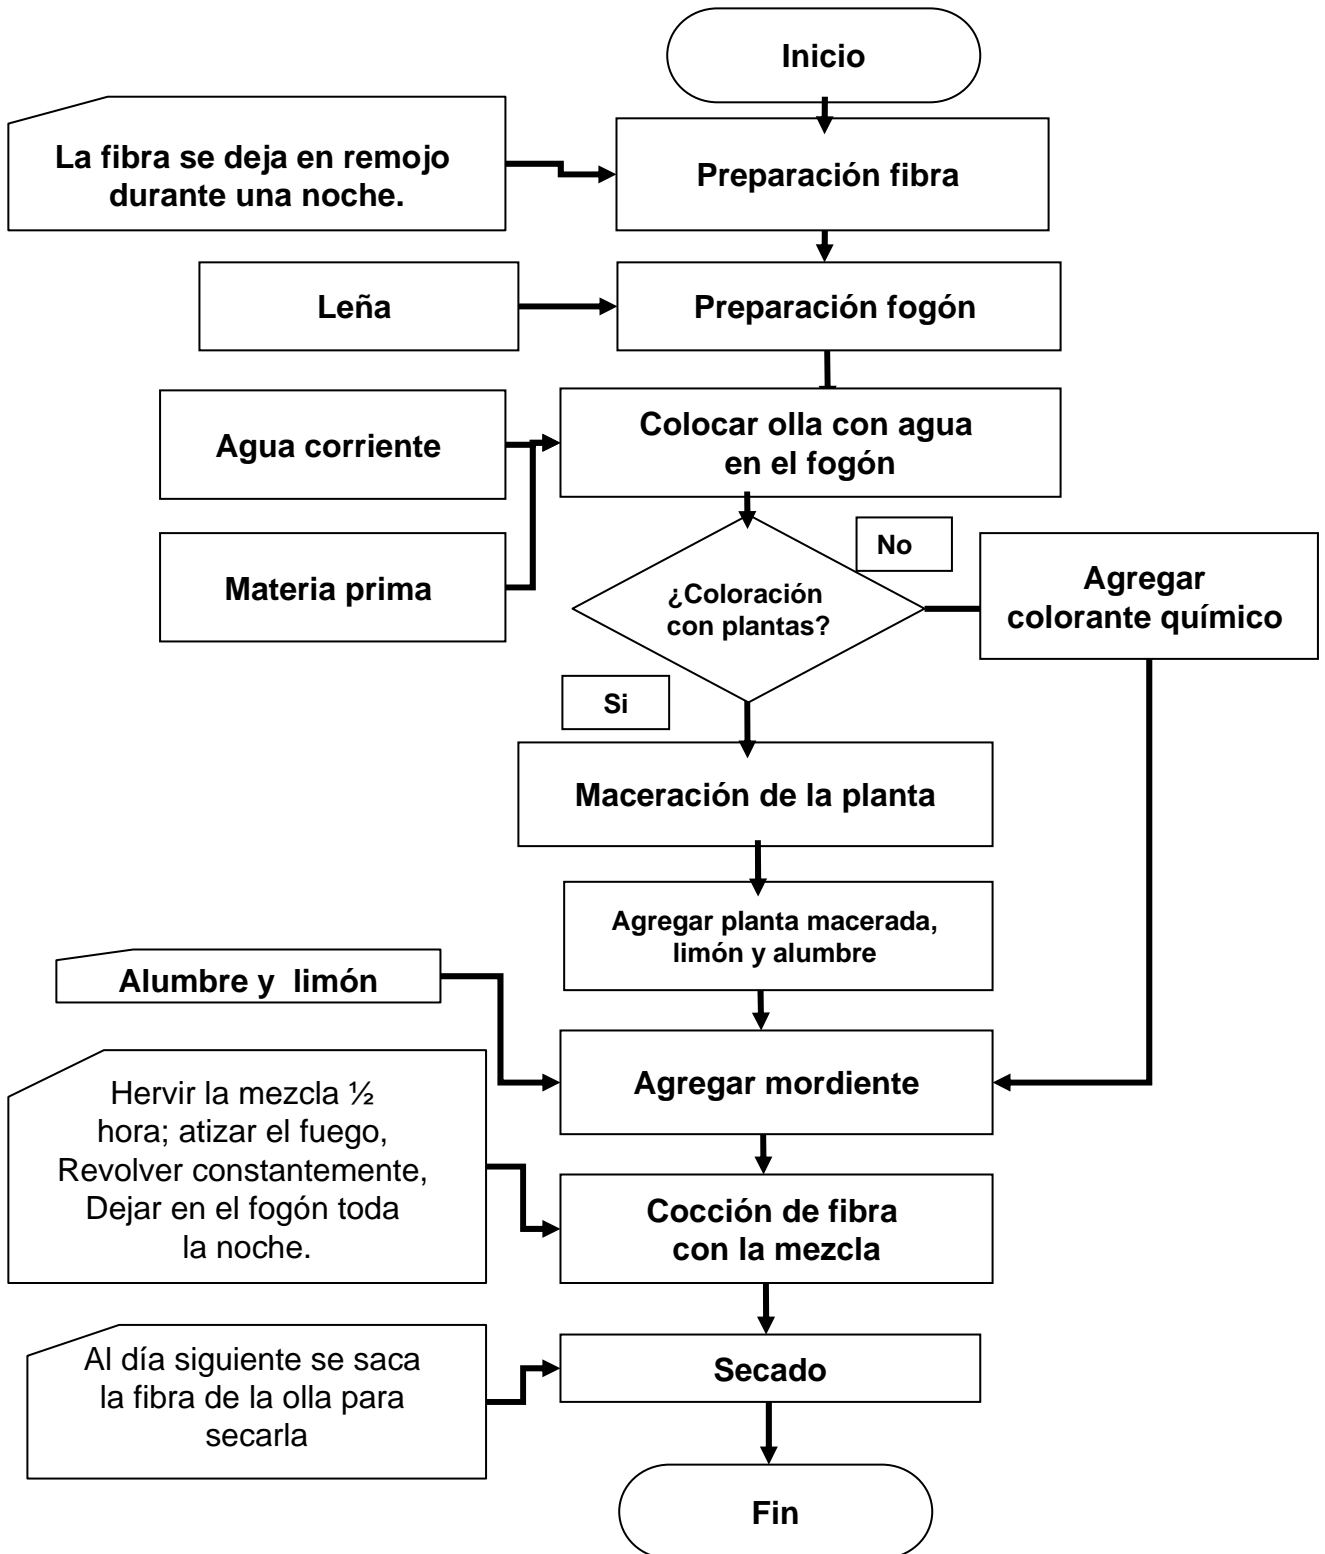 Inicio
La fibra se deja en remojo
durante una noche.
Preparación fibra
Leña
Preparación fogón
Agua corriente
Colocar olla con agua
en el fogón
Materia prima
¿Coloración
con plantas?
No
Agregar
colorante químico
Si
Maceración de la planta
Agregar planta macerada,
limón y alumbre
Alumbre y  limón
Agregar mordiente
Hervir la mezcla ½
hora; atizar el fuego,
Revolver constantemente,
Dejar en el fogón toda
la noche.
Cocción de fibra
con la mezcla
Al día siguiente se saca
la fibra de la olla para
secarla
Secado
Fin